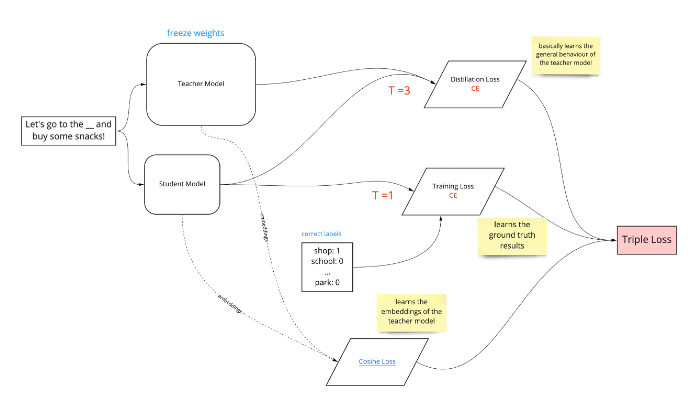 freeze weights
Teacher Model
Let's go to the __ and
buy some snacks!
Student Model
T =3
Distillation Loss
CE
basically learns the
general behaviour of
the teacher model
T =1
Training Loss
CE
learns the
ground truth
results
correct labels
shop: 1
school: 0
...
park: 0
embeddings
embeddings
learns the
embeddings of the
teacher model
Cosine Loss
Triple Loss